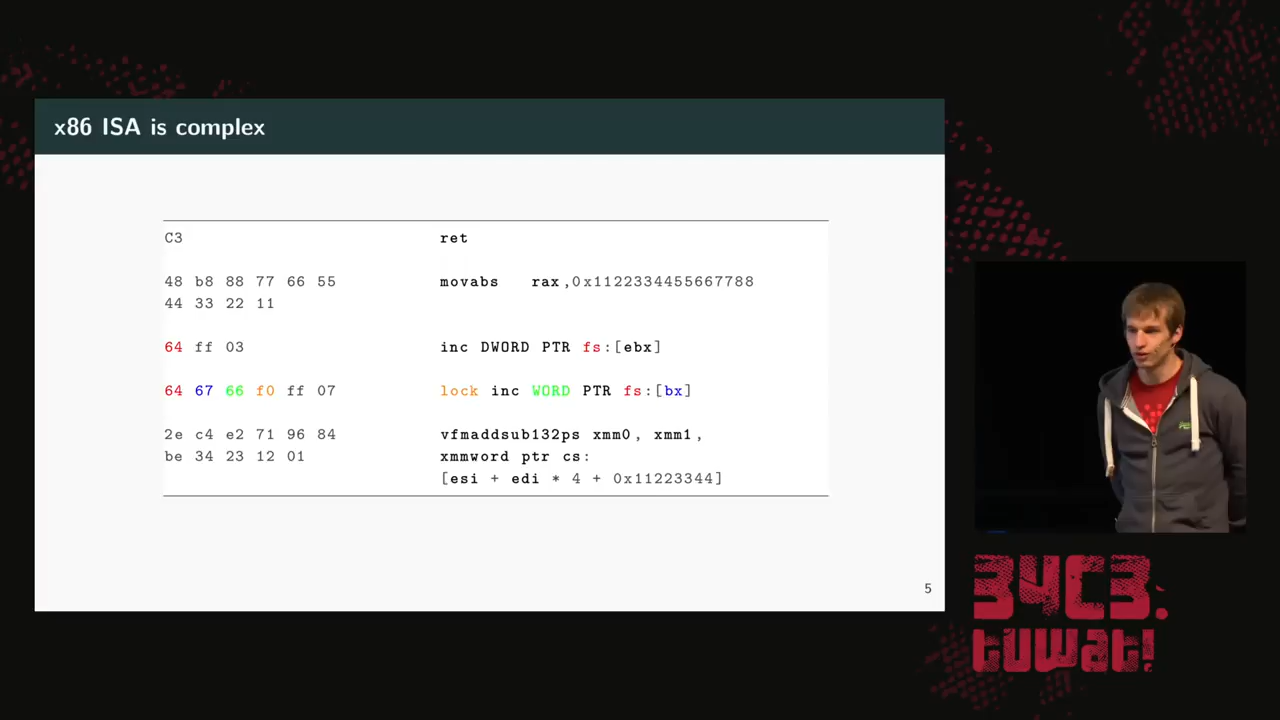 x86 ISA is complex
C3 ret
48 b8 88 77 66 55 movabs rax,0x1122334455667788
44 33 22 11
64 ff 03 inc DWORD PTR fs:[ebx]
64 67 66 f0 ff 07 lock inc WORD PTR fs:[bx]
2e c4 e2 71 96 84 vfmaddsub132ps xmm0, xmm1,
be 34 23 12 01 xmmword ptr cs:
[esi + edi * 4 + 0x11223344]
5
34C3.
tuwat!